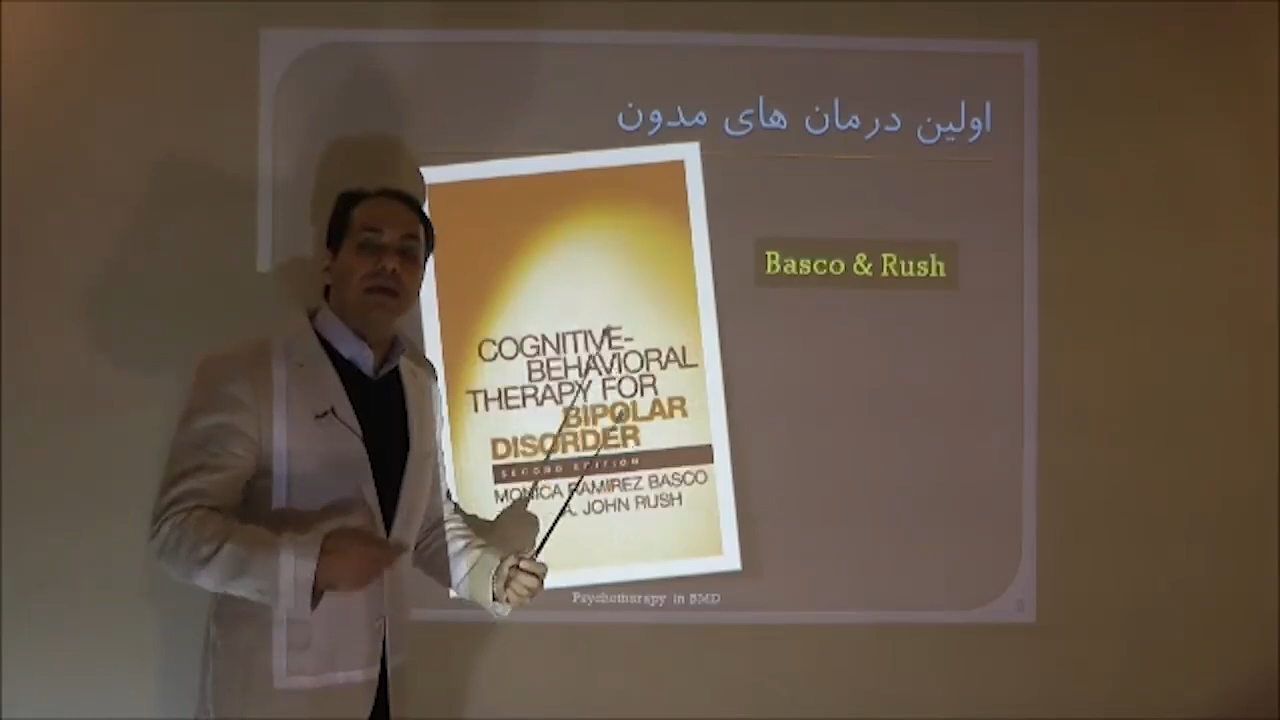 اولین درمان های مدون
Basco & Rush
COGNITIVE-
BEHAVIORAL
THERAPY FOR
BIPOLAR
DISORDER
SECOND EDITION
MONICA RAMIREZ BASCO
A. JOHN RUSH
Psychotherapy in BMD